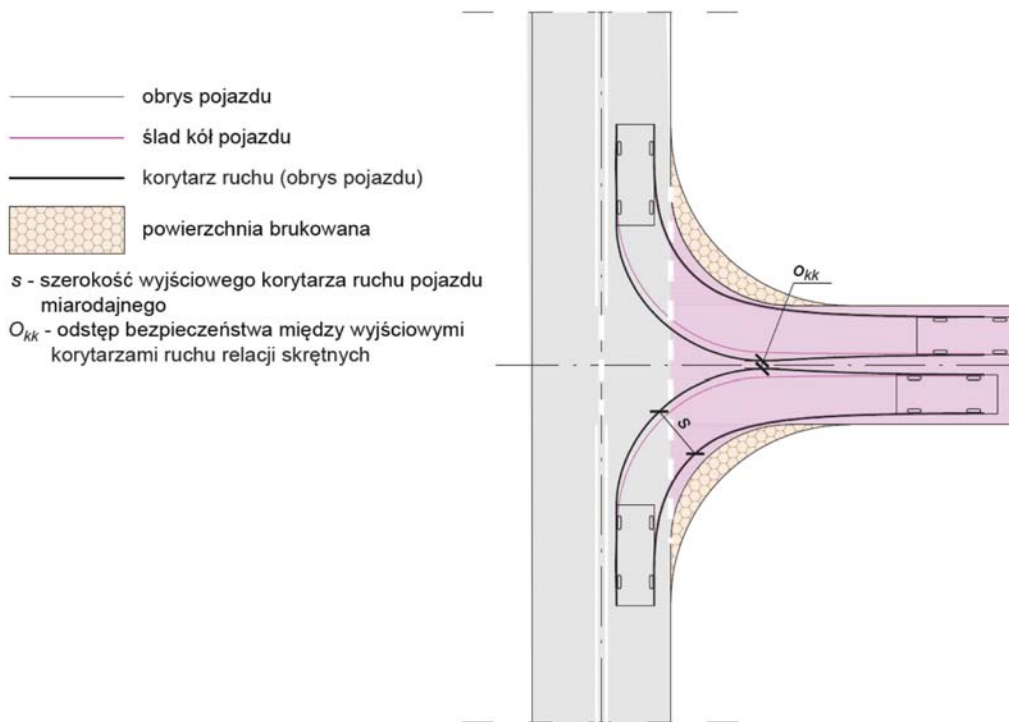 obrys pojazdu
ślad kół pojazdu
korytarz ruchu (obrys pojazdu)
powierzchnia brukowana
s - szerokość wyjściowego korytarza ruchu pojazdu
miarodajnego
Okk - odstęp bezpieczeństwa między wyjściowymi
korytarzami ruchu relacji skrętnych
Okk
s